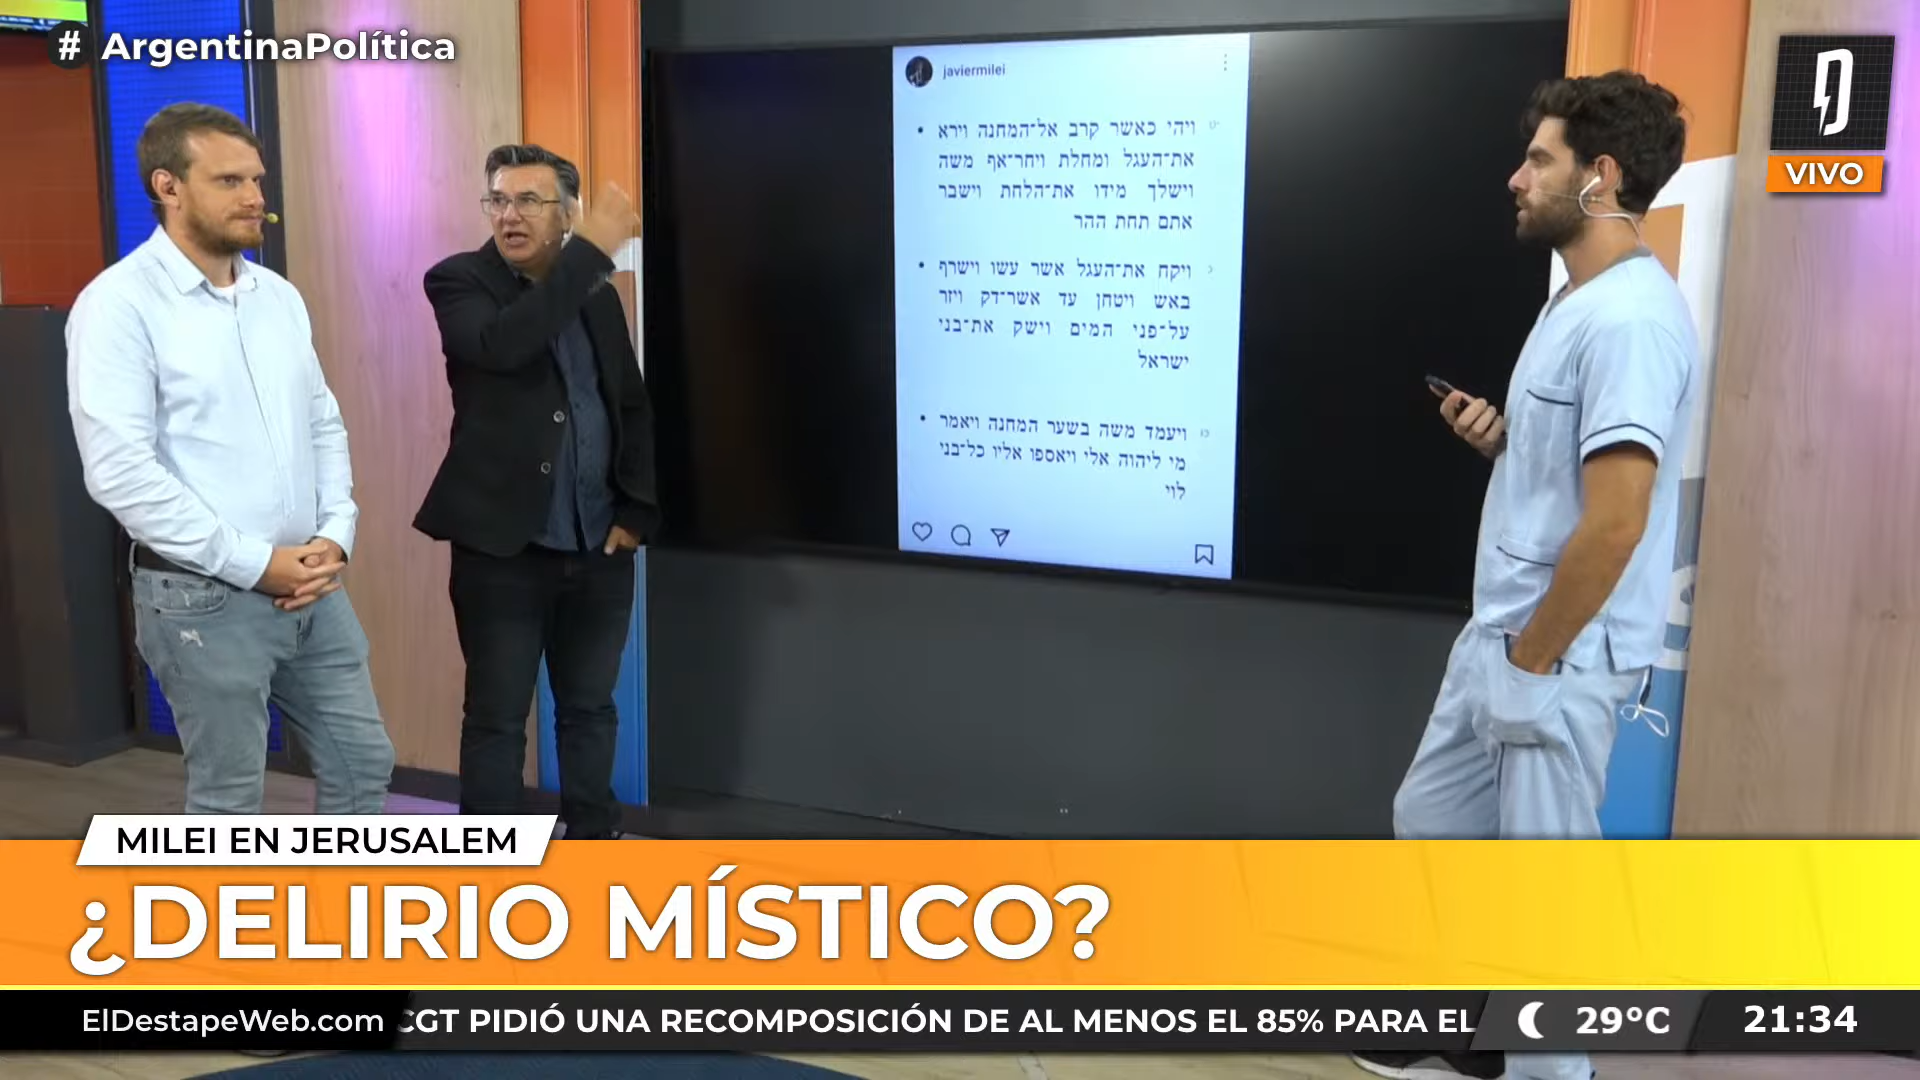 # ArgentinaPolítica
VIVO
javiermilei
ויהי כאשר קרב אל־המחנה וירא
את־העגל ומחלת ויחר־אף משה
וישלך מידו את־הלחת וישבר
אתם תחת ההר
ויקח את־העגל אשר עשו וישרף
באש ויטחן עד אשר־דק ויזר
על־פני המים וישק את־בני
ישראל
ויעמד משה בשער המחנה ויאמר
מי ליהוה אלי ויאספו אליו כל־בני
לוי
MILEI EN JERUSALEM
¿DELIRIO MÍSTICO?
ElDestapeWeb.com
CGT PIDIÓ UNA RECOMPOSICIÓN DE AL MENOS EL 85% PARA EL
29°C
21:34